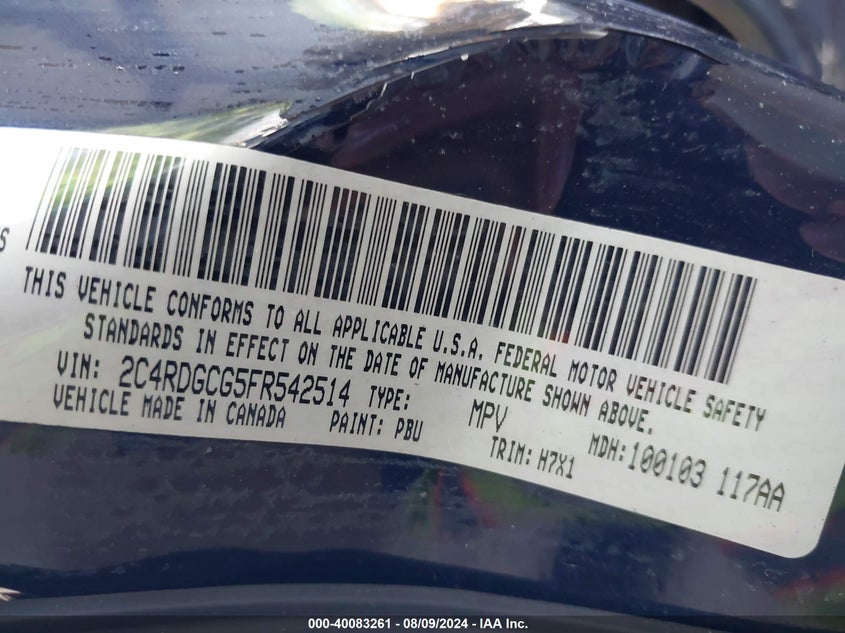 S
THIS VEHICLE CONFORMS TO ALL APPLICABLE U.S.A. FEDERAL MOTOR VEHICLE SAFETY
STANDARDS IN EFFECT ON THE DATE OF MANUFACTURE SHOWN ABOVE.
VIN: 2C4RDGCG5FR542514 TYPE: MPV MDH:100103 117AA
VEHICLE MADE IN CANADA PAINT: PBU TRIM: H7X1
000-40083261 - 08/09/2024 - IAA Inc.